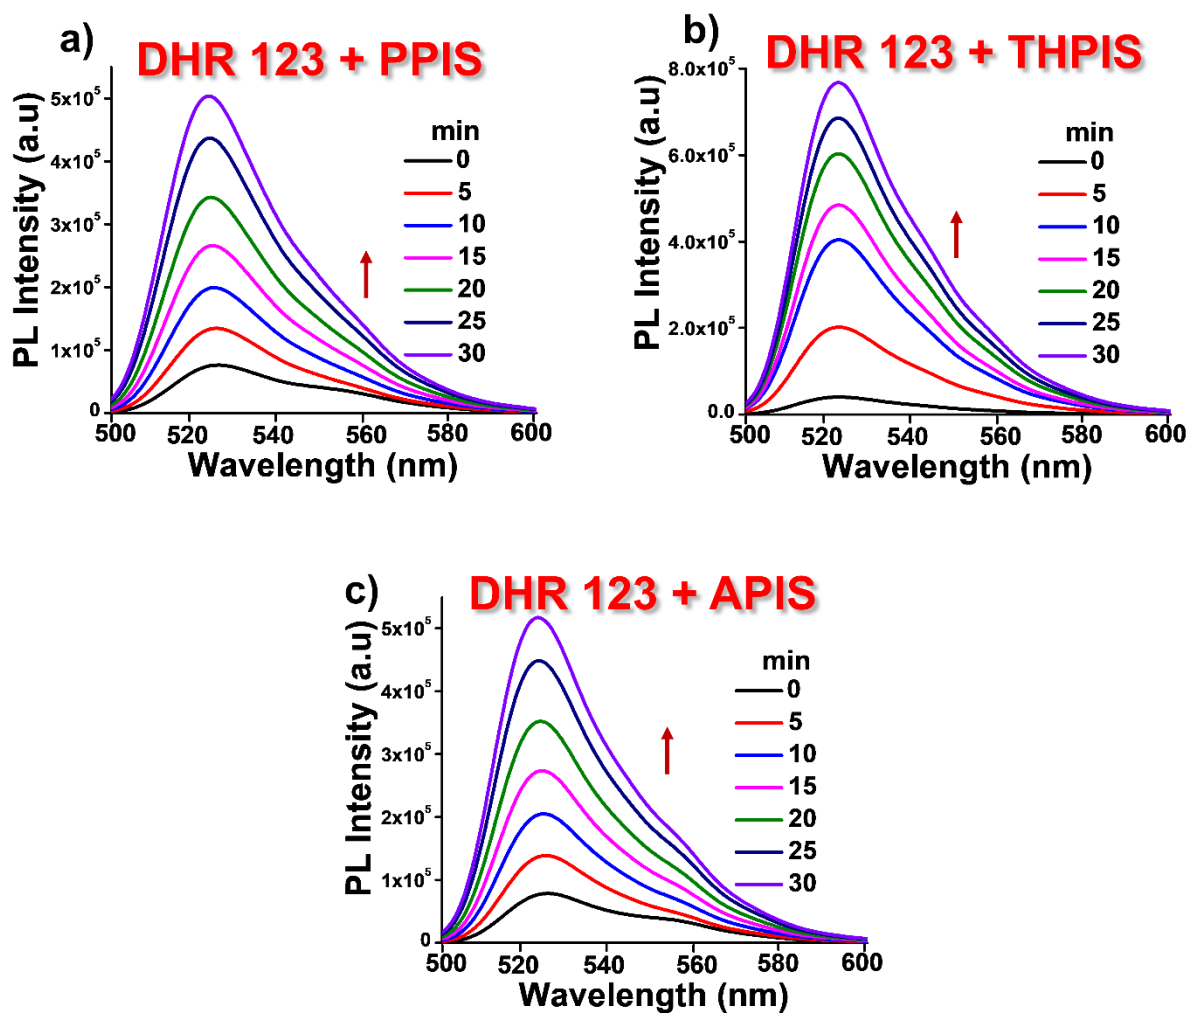 a)
DHR 123 + PPIS
PL Intensity (a.u)
5x10⁵
4x10⁵
3x10⁵
2x10⁵
1x10⁵
0
500 520 540 560 580 600
Wavelength (nm)
min
0
5
10
15
20
25
30
b)
DHR 123 + THPIS
PL Intensity (a.u)
8.0x10⁵
6.0x10⁵
4.0x10⁵
2.0x10⁵
0.0
500 520 540 560 580 600
Wavelength (nm)
min
0
5
10
15
20
25
30
c)
DHR 123 + APIS
PL Intensity (a.u)
5x10⁵
4x10⁵
3x10⁵
2x10⁵
1x10⁵
0
500 520 540 560 580 600
Wavelength (nm)
min
0
5
10
15
20
25
30